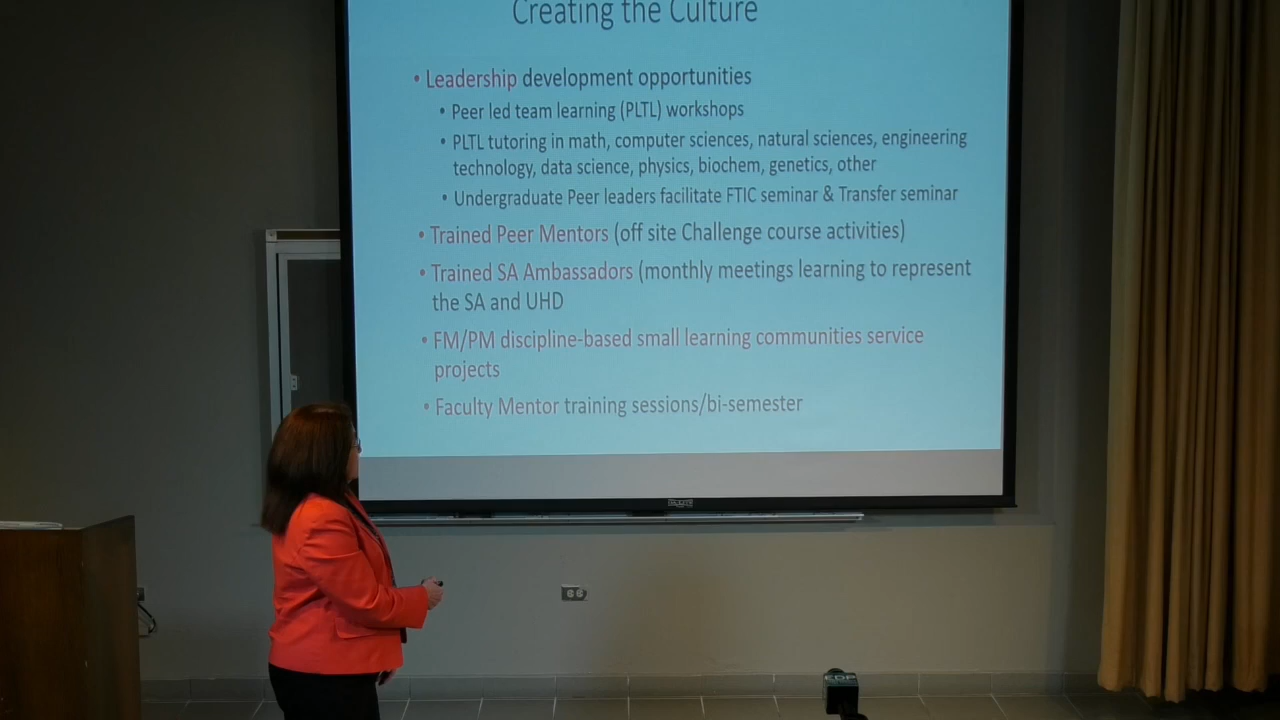 Creating the Culture
• Leadership development opportunities
• Peer led team learning (PLTL) workshops
• PLTL tutoring in math, computer sciences, natural sciences, engineering
technology, data science, physics, biochem, genetics, other
• Undergraduate Peer leaders facilitate FTIC seminar & Transfer seminar
• Trained Peer Mentors (off site Challenge course activities)
• Trained SA Ambassadors (monthly meetings learning to represent
the SA and UHD
• FM/PM discipline-based small learning communities service
projects
• Faculty Mentor training sessions/bi-semester